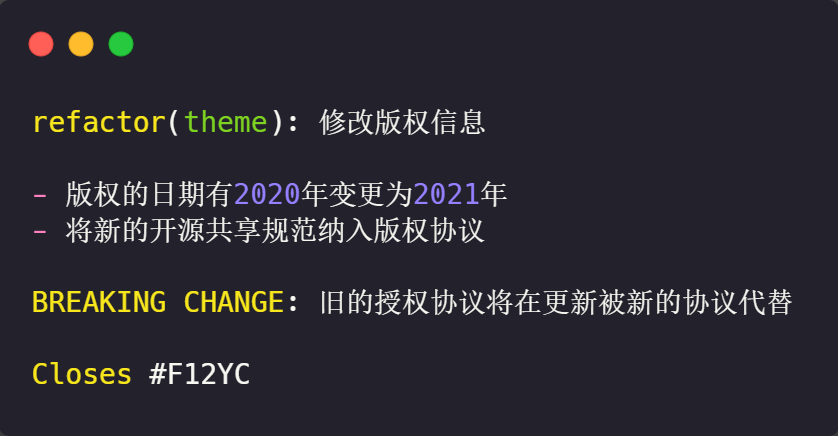 refactor(theme): 修改版权信息
- 版权的日期有2020年变更为2021年
- 将新的开源共享规范纳入版权协议
BREAKING CHANGE: 旧的授权协议将在更新被新的协议代替
Closes #F12YC